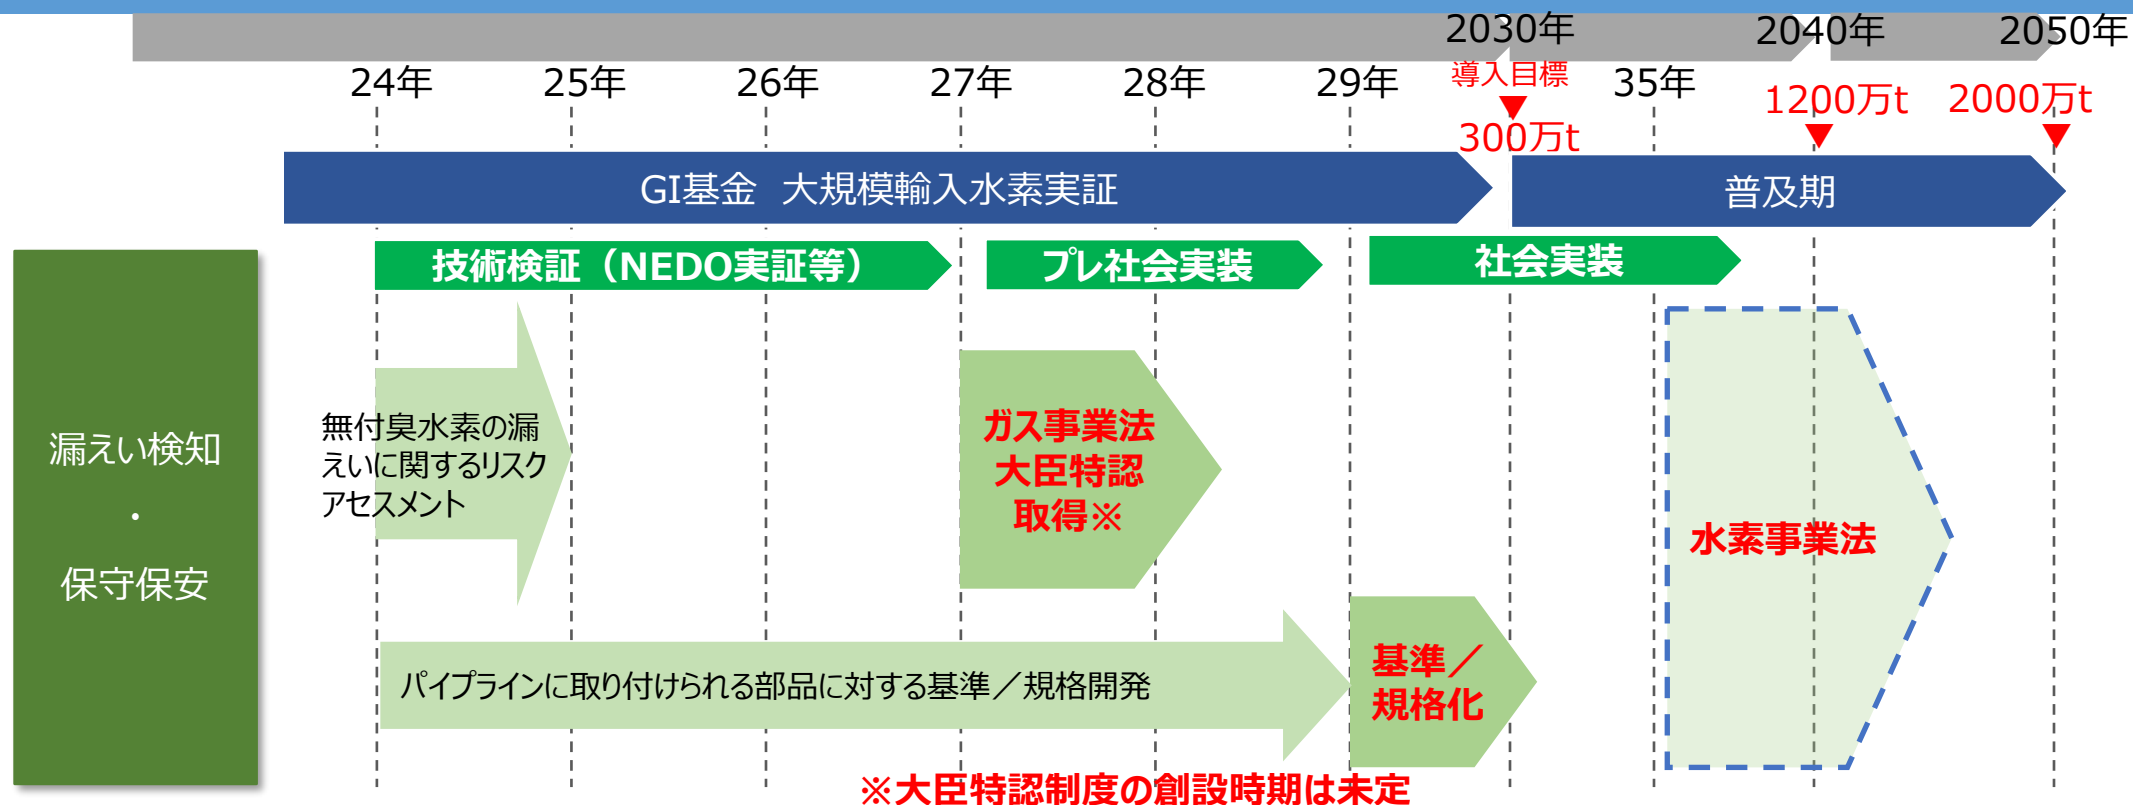 2030年
2040年
2050年
24年
25年
26年
27年
28年
29年
導入目標
35年
1200万t
2000万t
300万t
GI基金　大規模輸入水素実証
普及期
技術検証（NEDO実証等）
プレ社会実装
社会実装
漏えい検知
・
保守保安
無付臭水素の漏
えいに関するリスク
アセスメント
ガス事業法
大臣特認
取得※
水素事業法
パイプラインに取り付けられる部品に対する基準／規格開発
基準／
規格化
※大臣特認制度の創設時期は未定